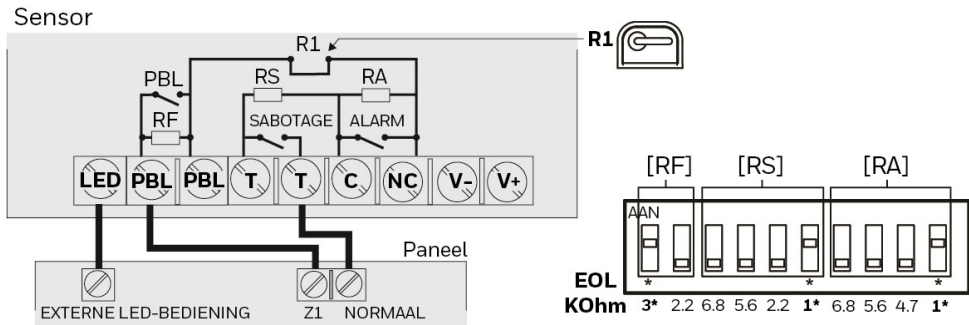 Sensor
R1
R1
PBL
RS
RA
RF
SABOTAGE
ALARM
LED PBL PBL T T C NC V- V+
Paneel
EXTERNE LED-BEDIENING Z1 NORMAAL
[RF] [RS] [RA]
AAN
EOL * * *
KOhm 3* 2.2 6.8 5.6 2.2 1* 6.8 5.6 4.7 1*